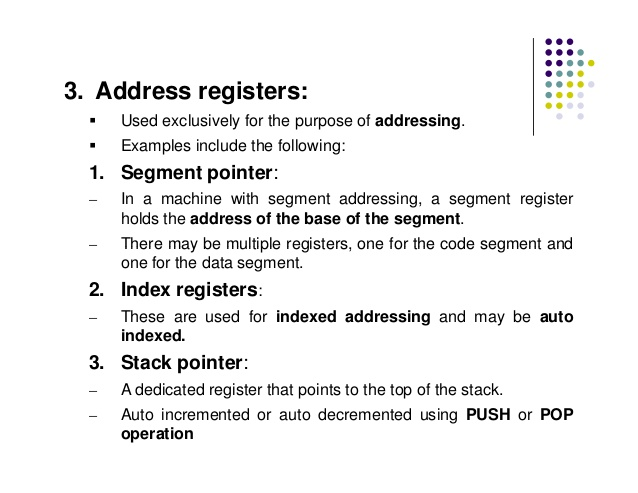 3. Address registers:
▪ Used exclusively for the purpose of addressing.
▪ Examples include the following:
1. Segment pointer:
– In a machine with segment addressing, a segment register
holds the address of the base of the segment.
– There may be multiple registers, one for the code segment and
one for the data segment.
2. Index registers:
– These are used for indexed addressing and may be auto
indexed.
3. Stack pointer:
– A dedicated register that points to the top of the stack.
– Auto incremented or auto decremented using PUSH or POP
operation